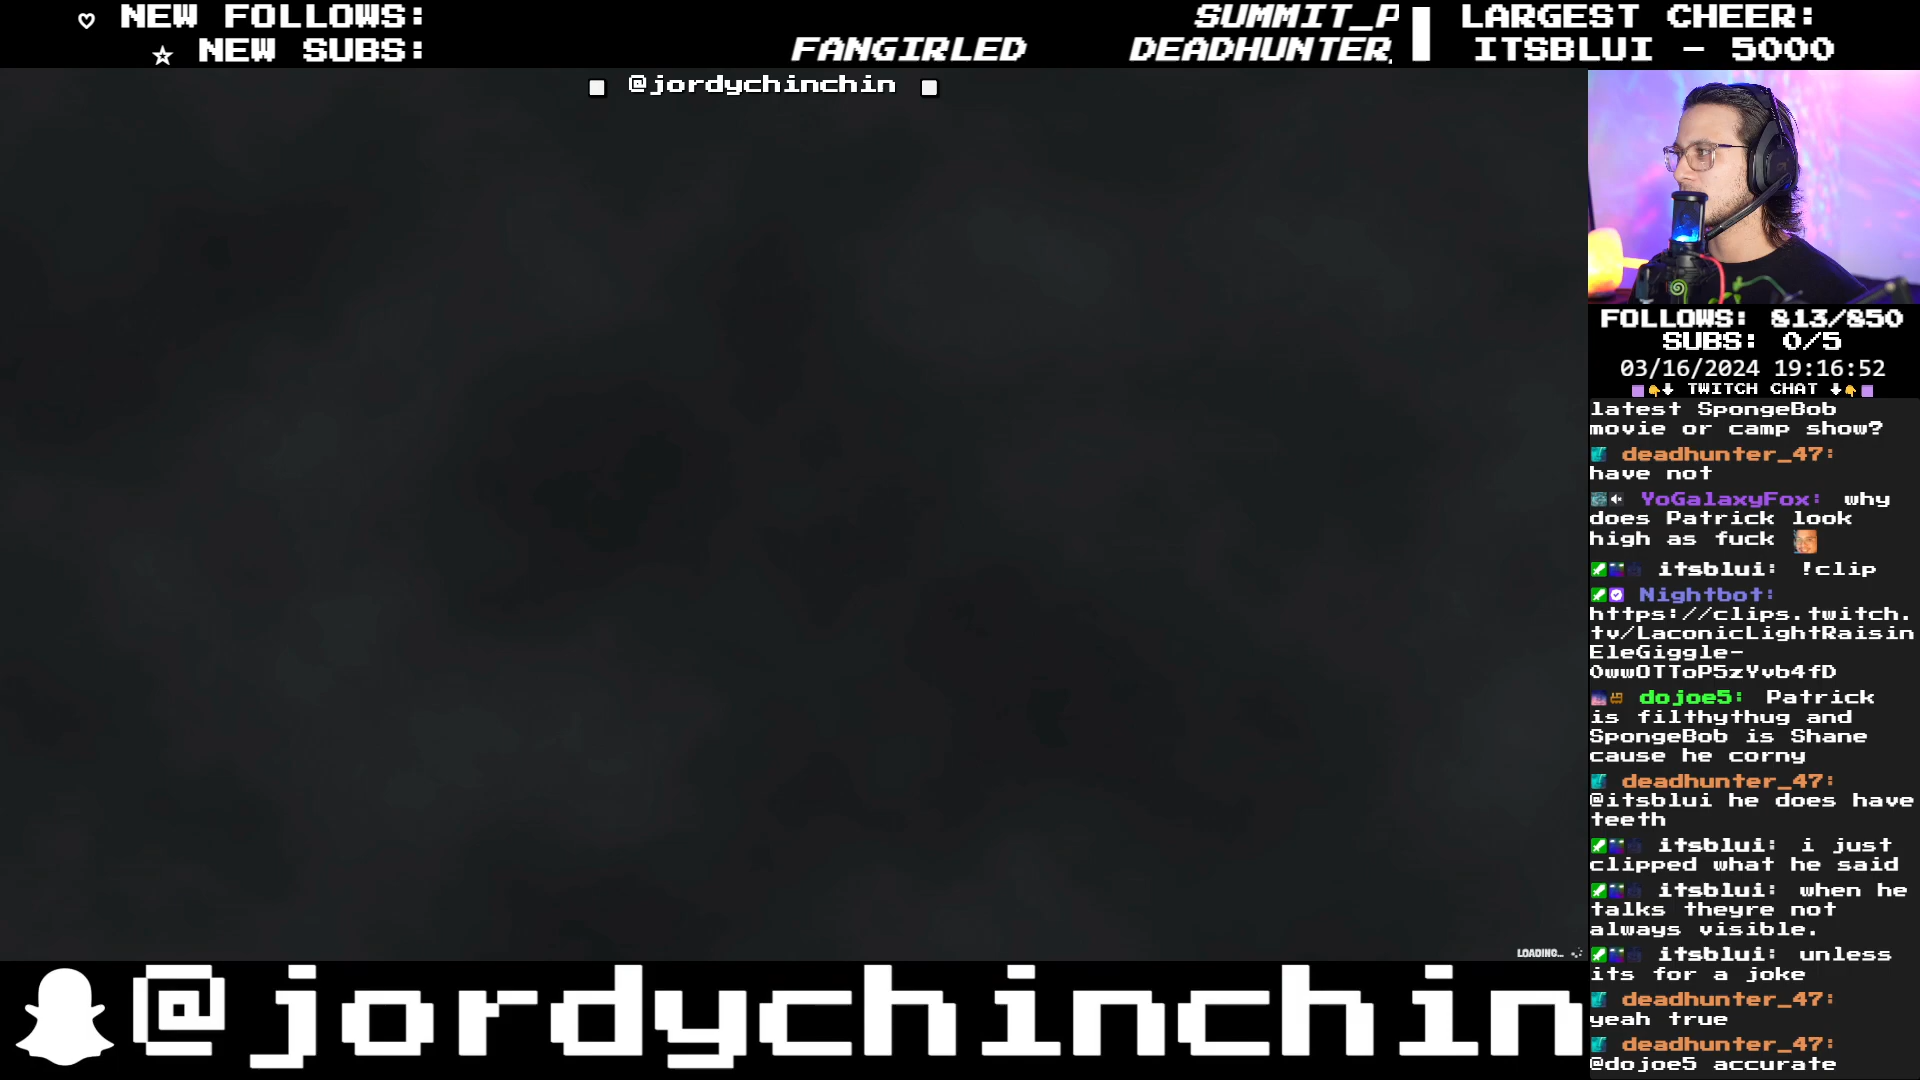 ♡ NEW FOLLOWS:
☆ NEW SUBS:
SUMMIT_P
FANGIRLED DEADHUNTER_
LARGEST CHEER:
ITSBLUI - 5000
@jordychinchin
FOLLOWS: 813/850
SUBS: 0/5
03/16/2024 19:16:52
TWITCH CHAT
latest SpongeBob
movie or camp show?
deadhunter_47:
have not
YoGalaxyFox: why
does Patrick look
high as fuck
itsblui: !clip
Nightbot:
https://clips.twitch.
tv/LaconicLightRaisin
EleGiggle-
0wwOTToP5zYvb4fD
dojoe5: Patrick
is filthythug and
SpongeBob is Shane
cause he corny
deadhunter_47:
@itsblui he does have
teeth
itsblui: i just
clipped what he said
itsblui: when he
talks theyre not
always visible.
itsblui: unless
its for a joke
deadhunter_47:
yeah true
deadhunter_47:
@dojoe5 accurate
LOADING...
@jordychinchin